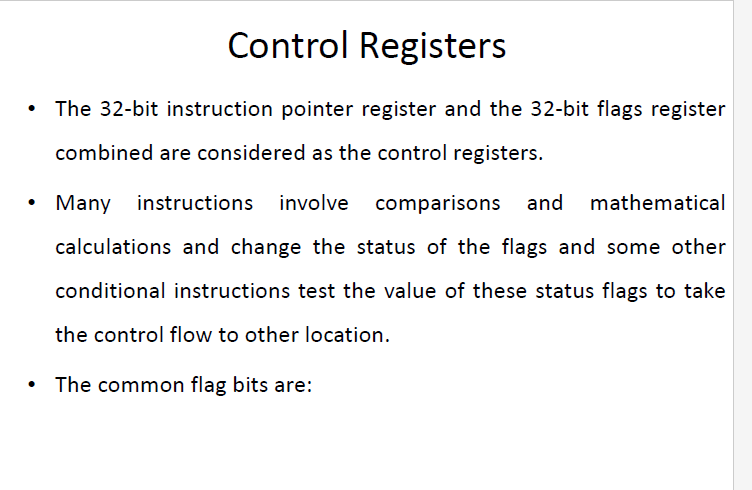 Control Registers
• The 32-bit instruction pointer register and the 32-bit flags register
combined are considered as the control registers.
• Many instructions involve comparisons and mathematical
calculations and change the status of the flags and some other
conditional instructions test the value of these status flags to take
the control flow to other location.
• The common flag bits are: